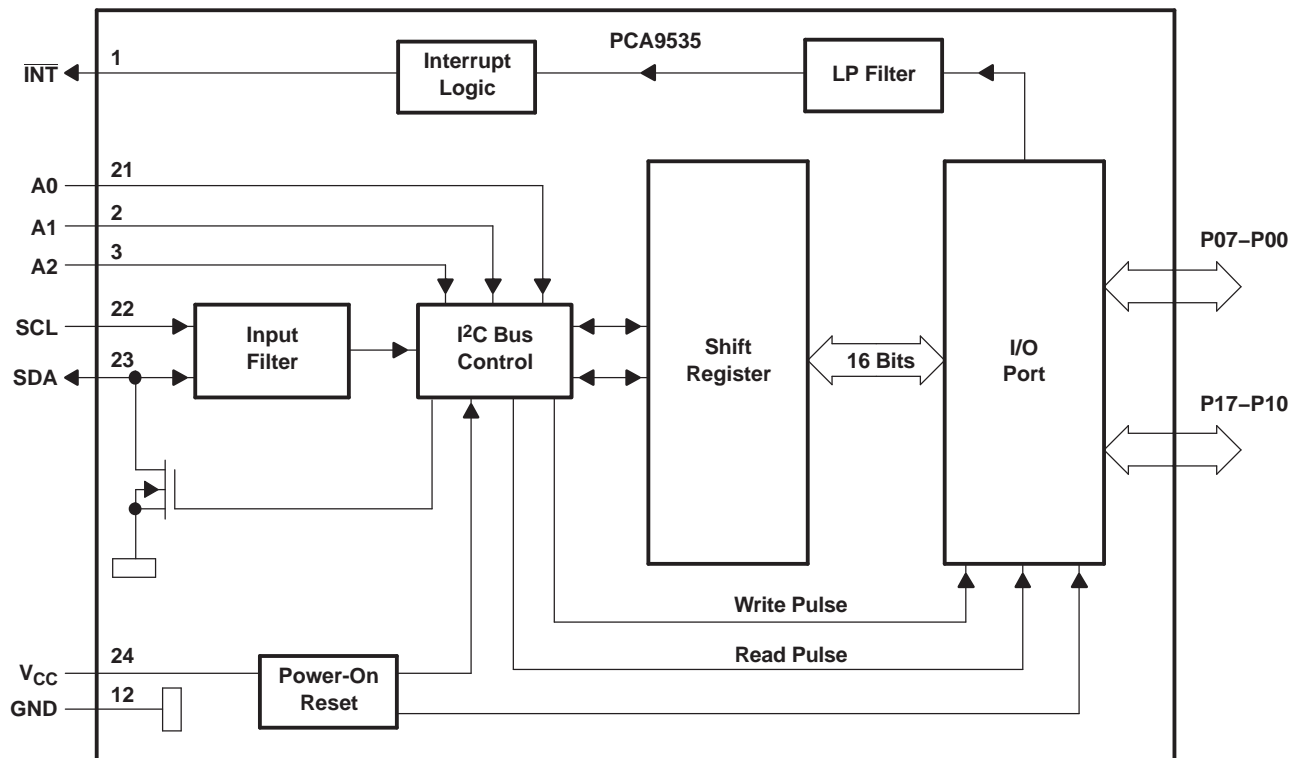 PCA9535
INT
1
Interrupt
Logic
LP Filter
A0
21
A1
2
A2
3
SCL
22
SDA
23
Input
Filter
I2C Bus
Control
Shift
Register
16 Bits
I/O
Port
P07–P00
P17–P10
Write Pulse
Read Pulse
VCC
24
GND
12
Power-On
Reset